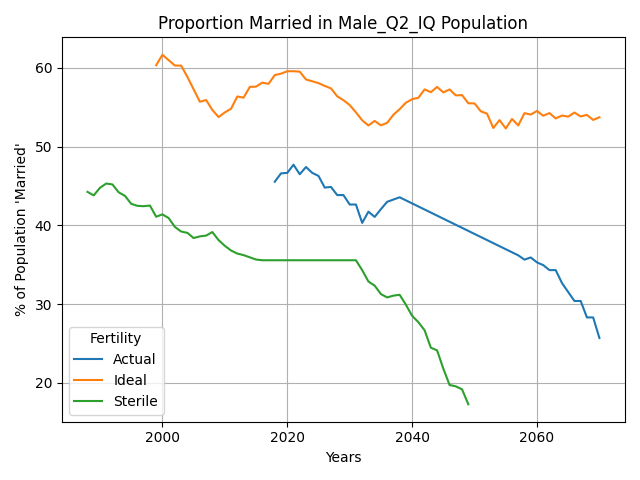 Proportion Married in Male_Q2_IQ Population
% of Population 'Married'
60
50
40
30
20
Fertility
Actual
Ideal
Sterile
2000
2020
2040
2060
Years